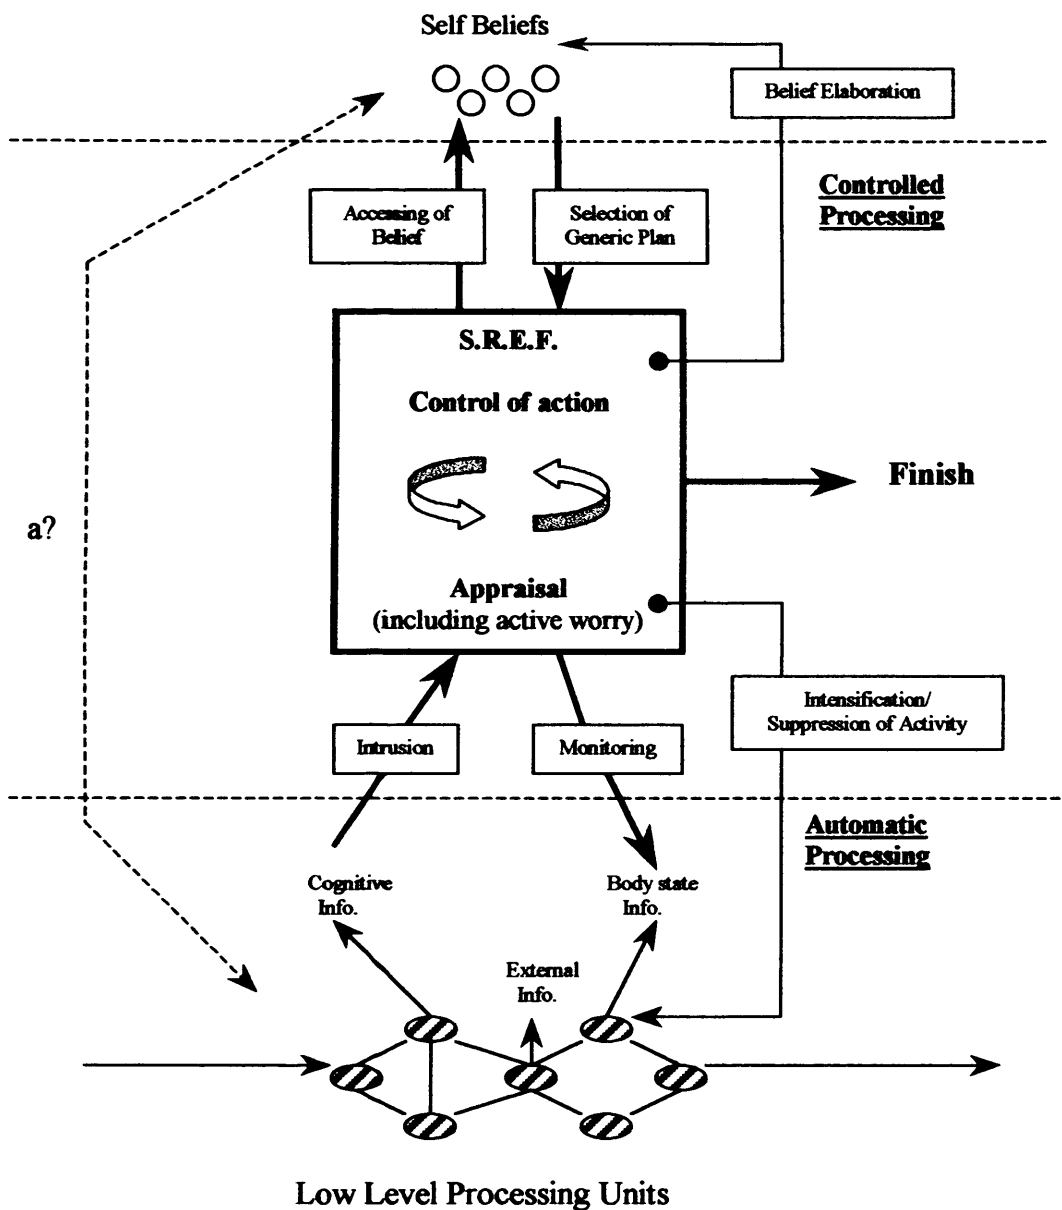 Self Beliefs
Belief Elaboration
Controlled
Processing
Accessing of
Belief
Selection of
Generic Plan
S.R.E.F.
Control of action
Finish
a?
Appraisal
(including active worry)
Intensification/
Suppression of Activity
Intrusion
Monitoring
Automatic
Processing
Cognitive
Info.
Body state
Info.
External
Info.
Low Level Processing Units